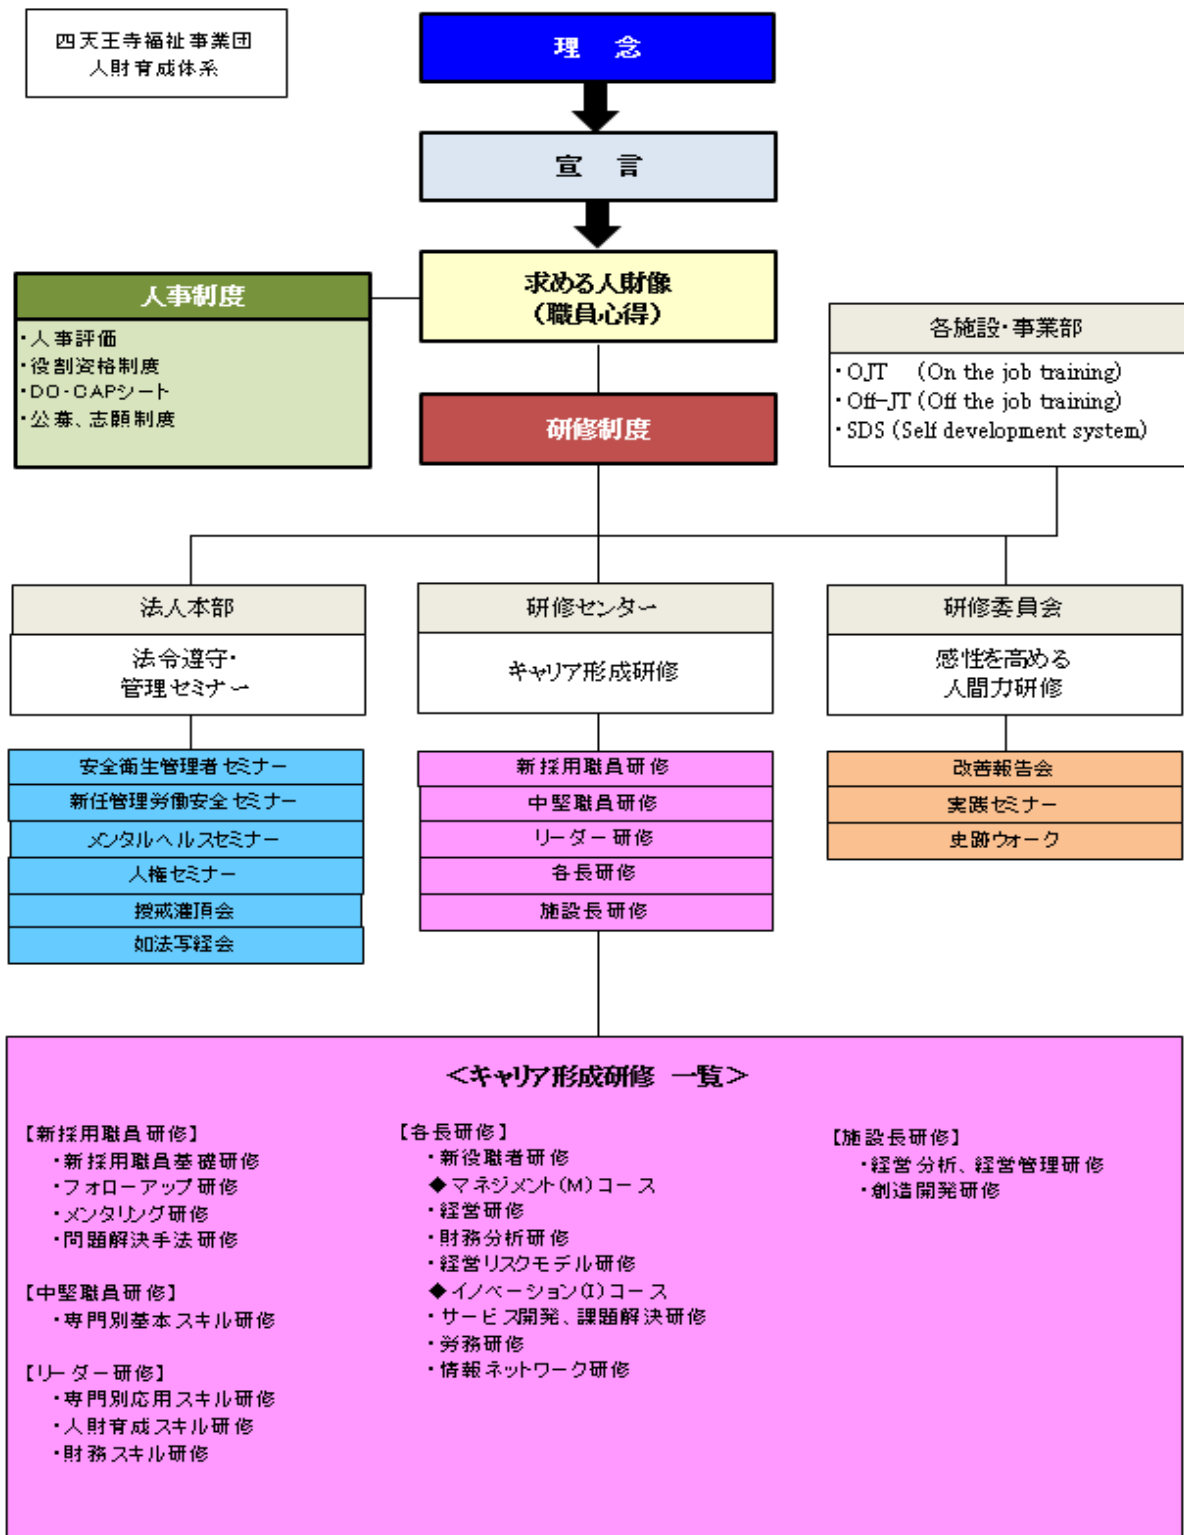 四天王寺福祉事業団
人財育成体系
理 念
宣 言
求める人財像
(職員心得)
人事制度
・人事評価
・役割資格制度
・DO-CAPシート
・公募、志願制度
研修制度
各施設・事業部
・OJT (On the job training)
・Off-JT (Off the job training)
・SDS (Self development system)
法人本部
法令遵守・
管理セミナー
研修センター
キャリア形成研修
研修委員会
感性を高める
人間力研修
安全衛生管理者セミナー
新任管理労働安全セミナー
メンタルヘルスセミナー
人権セミナー
授戒灌頂会
如法写経会
新採用職員研修
中堅職員研修
リーダー研修
各長研修
施設長研修
改善報告会
実践セミナー
史跡ウォーク
<キャリア形成研修 一覧>
【新採用職員研修】
・新採用職員基礎研修
・フォローアップ研修
・メンタリング研修
・問題解決手法研修
【中堅職員研修】
・専門別基本スキル研修
【リーダー研修】
・専門別応用スキル研修
・人財育成スキル研修
・財務スキル研修
【各長研修】
・新役職者研修
◆マネジメント(M)コース
・経営研修
・財務分析研修
・経営リスクモデル研修
◆イノベーション(I)コース
・サービス開発、課題解決研修
・労務研修
・情報ネットワーク研修
【施設長研修】
・経営分析、経営管理研修
・創造開発研修